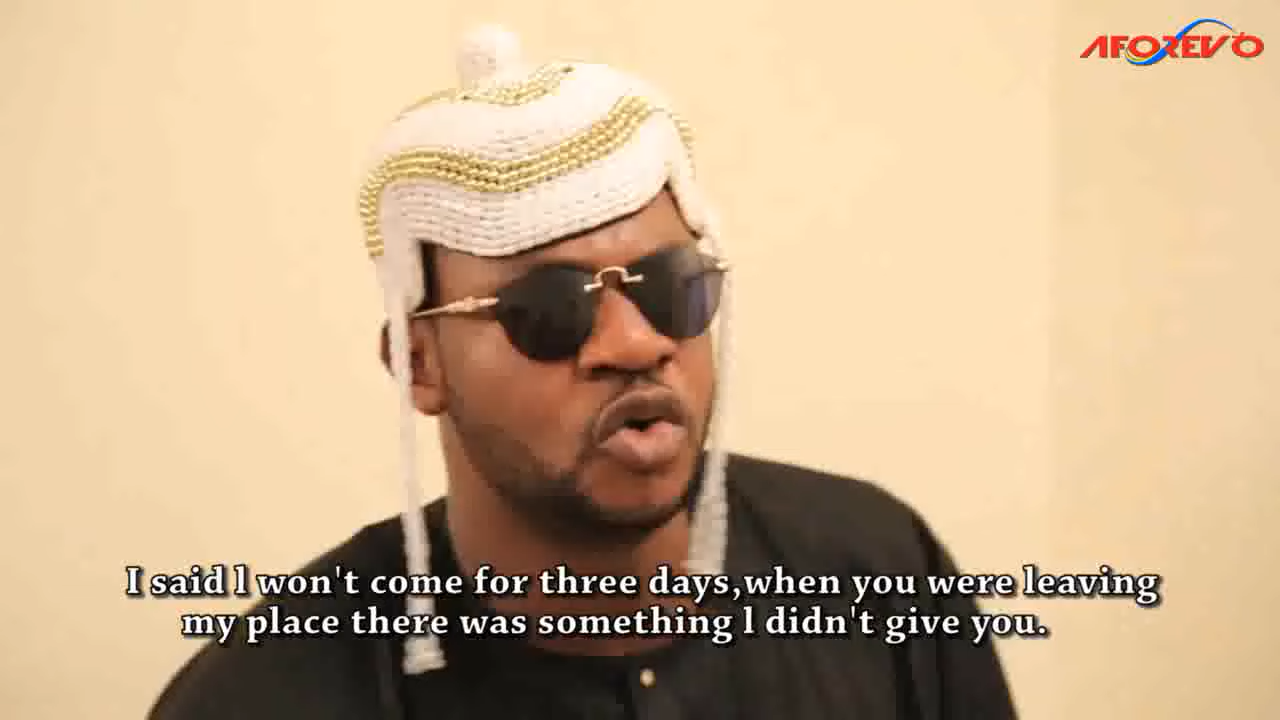 AFOREVO
I said l won't come for three days,when you were leaving
my place there was something l didn't give you.